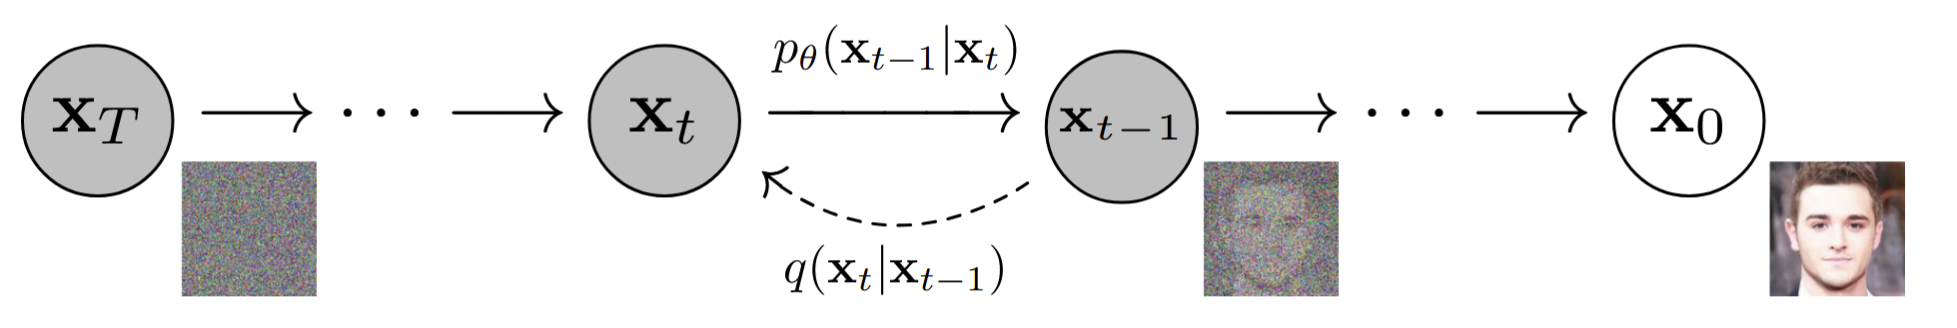 p_θ(x_{t−1}|x_t)
x_T → ··· → x_t → x_{t−1} → ··· → x_0
q(x_t|x_{t−1})